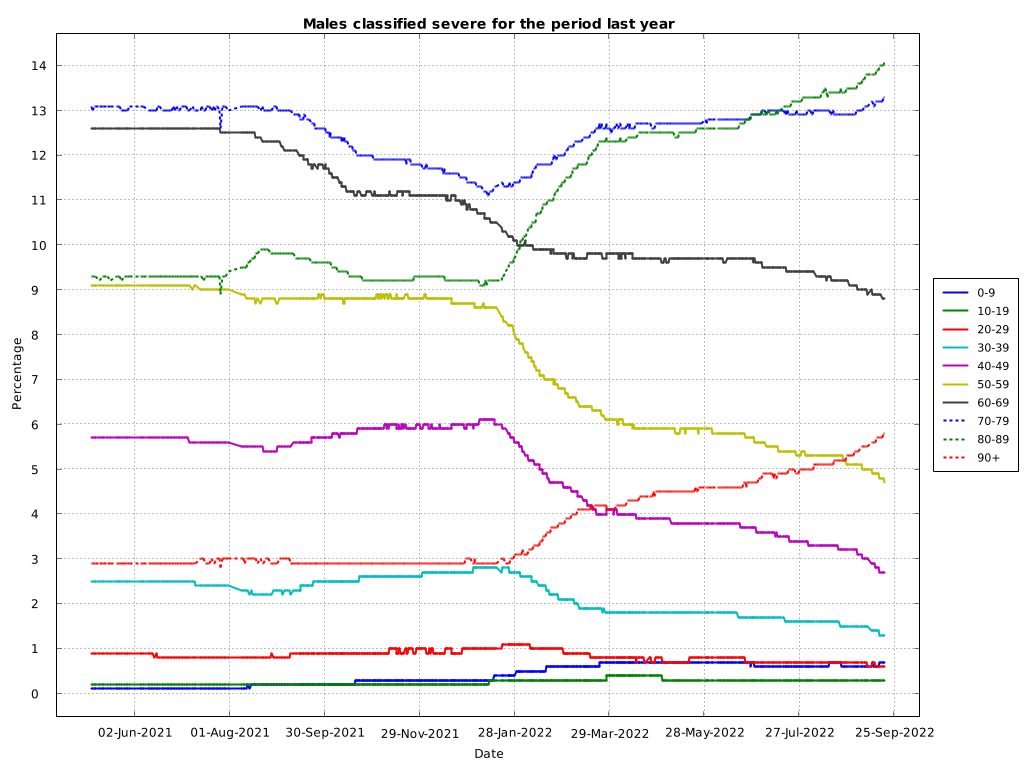 Males classified severe for the period last year
Percentage
14
13
12
11
10
9
8
7
6
5
4
3
2
1
0
02-Jun-2021
01-Aug-2021
30-Sep-2021
29-Nov-2021
28-Jan-2022
29-Mar-2022
28-May-2022
27-Jul-2022
25-Sep-2022
Date
0-9
10-19
20-29
30-39
40-49
50-59
60-69
70-79
80-89
90+